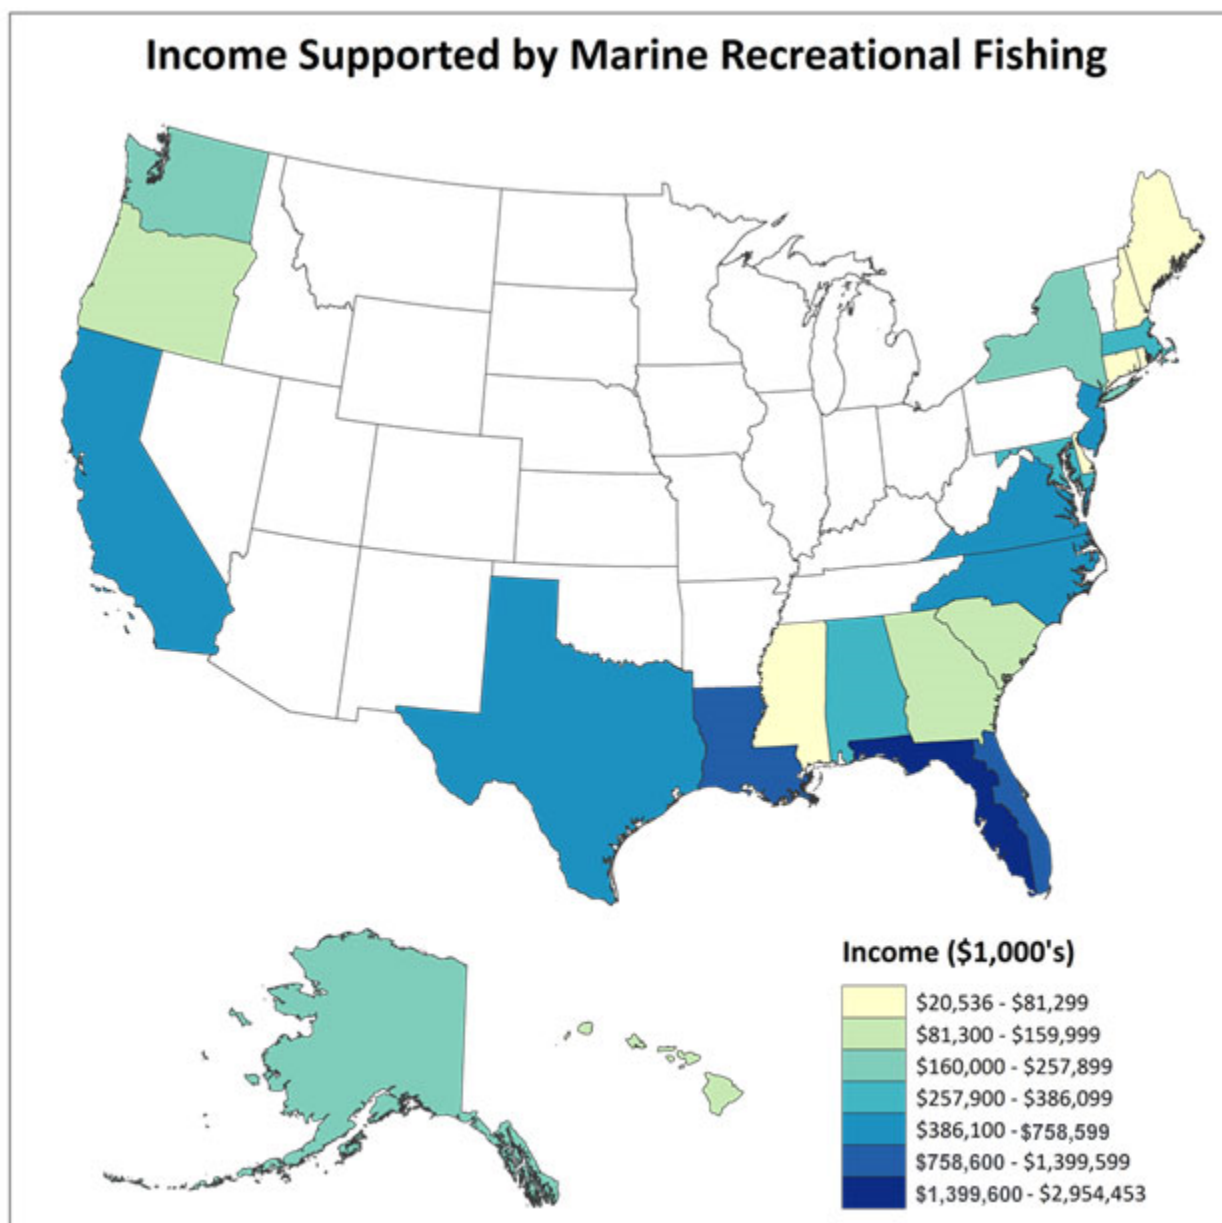 Income Supported by Marine Recreational Fishing
Income ($1,000's)
$20,536 - $81,299
$81,300 - $159,999
$160,000 - $257,899
$257,900 - $386,099
$386,100 - $758,599
$758,600 - $1,399,599
$1,399,600 - $2,954,453